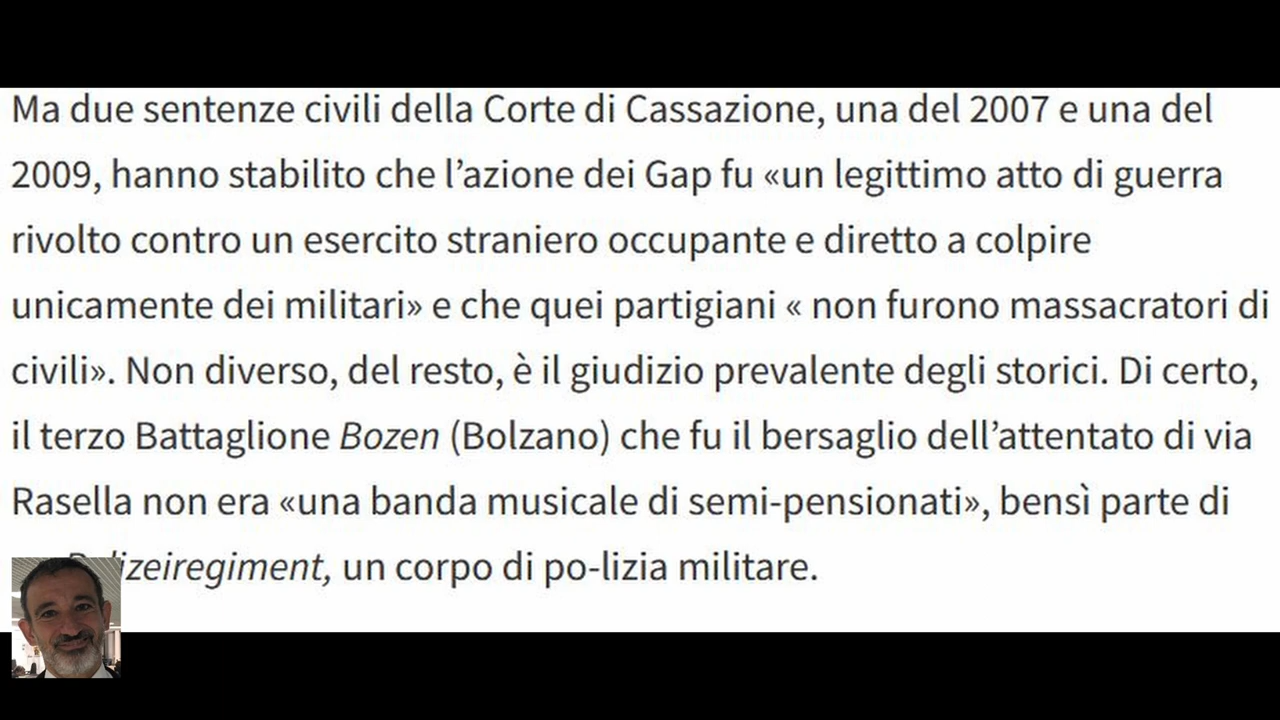 Ma due sentenze civili della Corte di Cassazione, una del 2007 e una del
2009, hanno stabilito che l’azione dei Gap fu «un legittimo atto di guerra
rivolto contro un esercito straniero occupante e diretto a colpire
unicamente dei militari» e che quei partigiani « non furono massacratori di
civili». Non diverso, del resto, è il giudizio prevalente degli storici. Di certo,
il terzo Battaglione Bozen (Bolzano) che fu il bersaglio dell’attentato di via
Rasella non era «una banda musicale di semi-pensionati», bensì parte di
Polizeiregiment, un corpo di po-lizia militare.